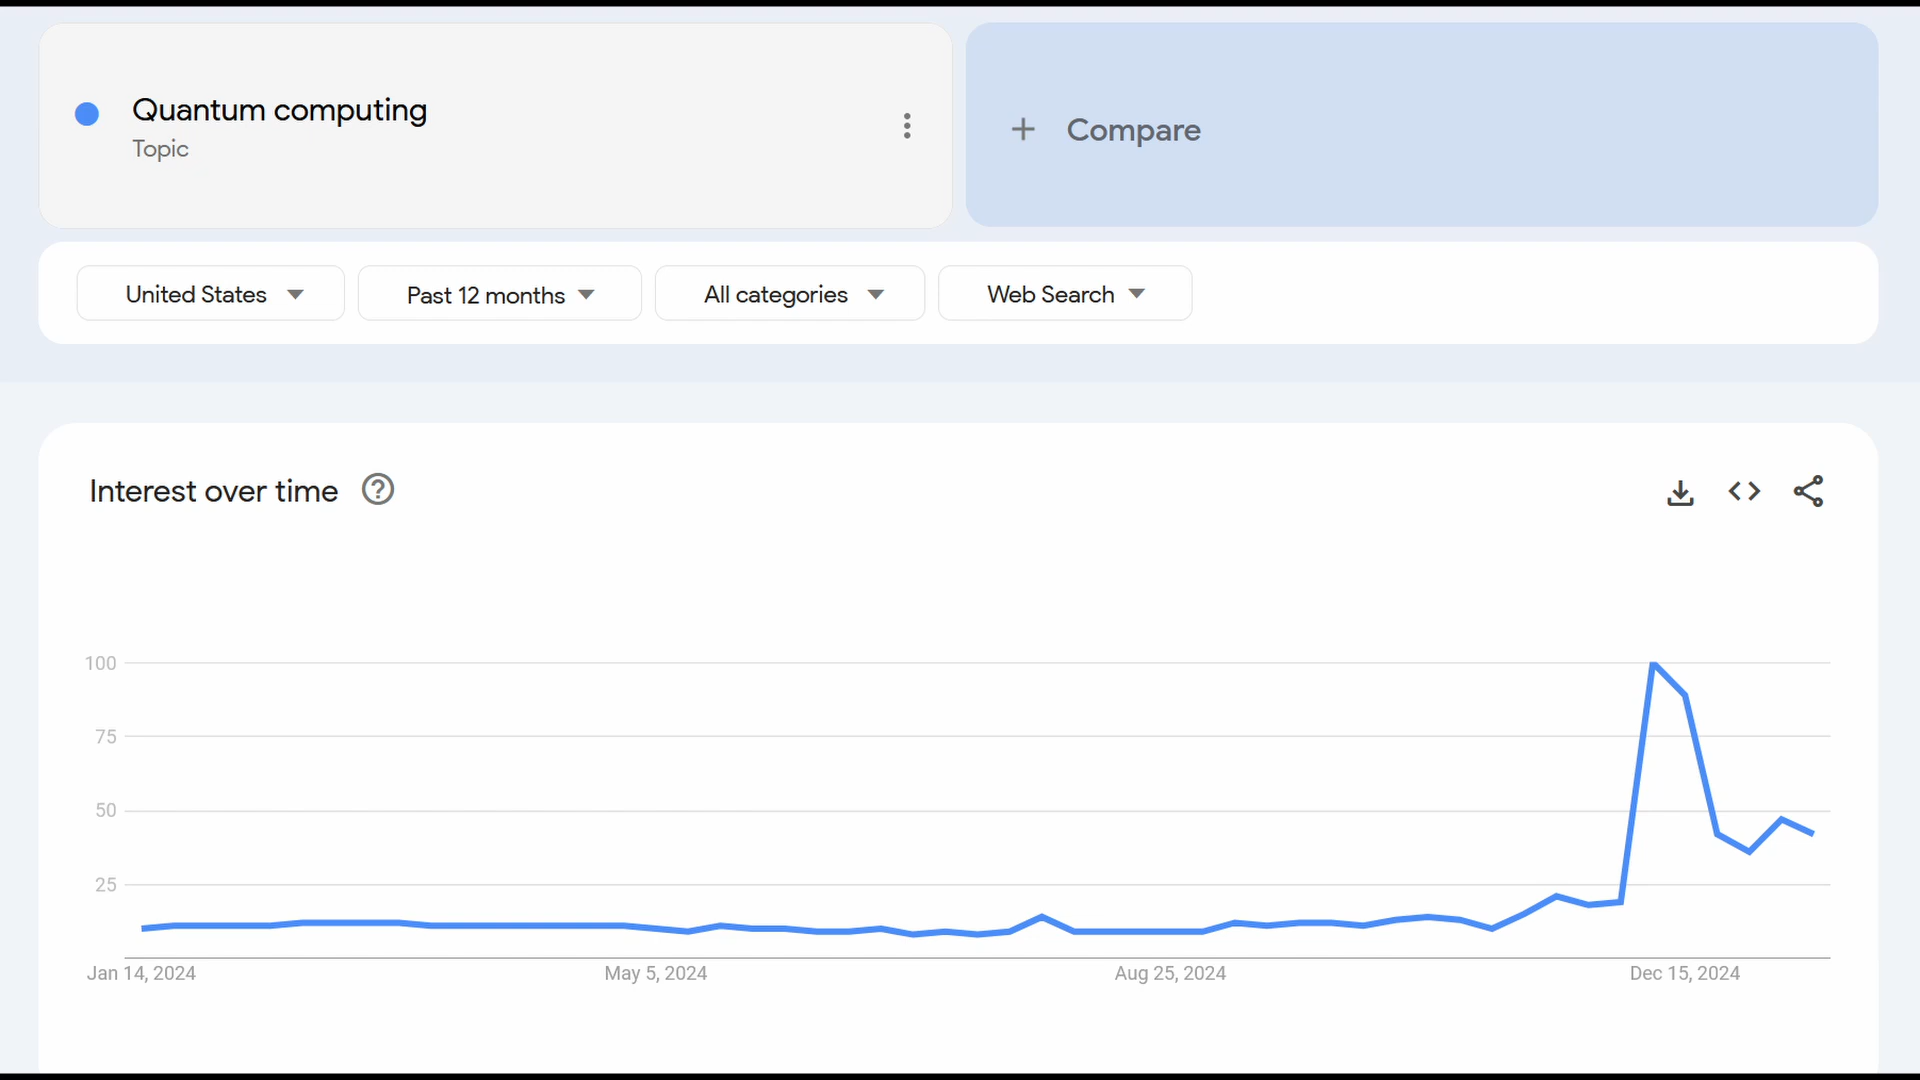 Quantum computing
Topic
+ Compare
United States
Past 12 months
All categories
Web Search
Interest over time ?
100
75
50
25
Jan 14, 2024
May 5, 2024
Aug 25, 2024
Dec 15, 2024